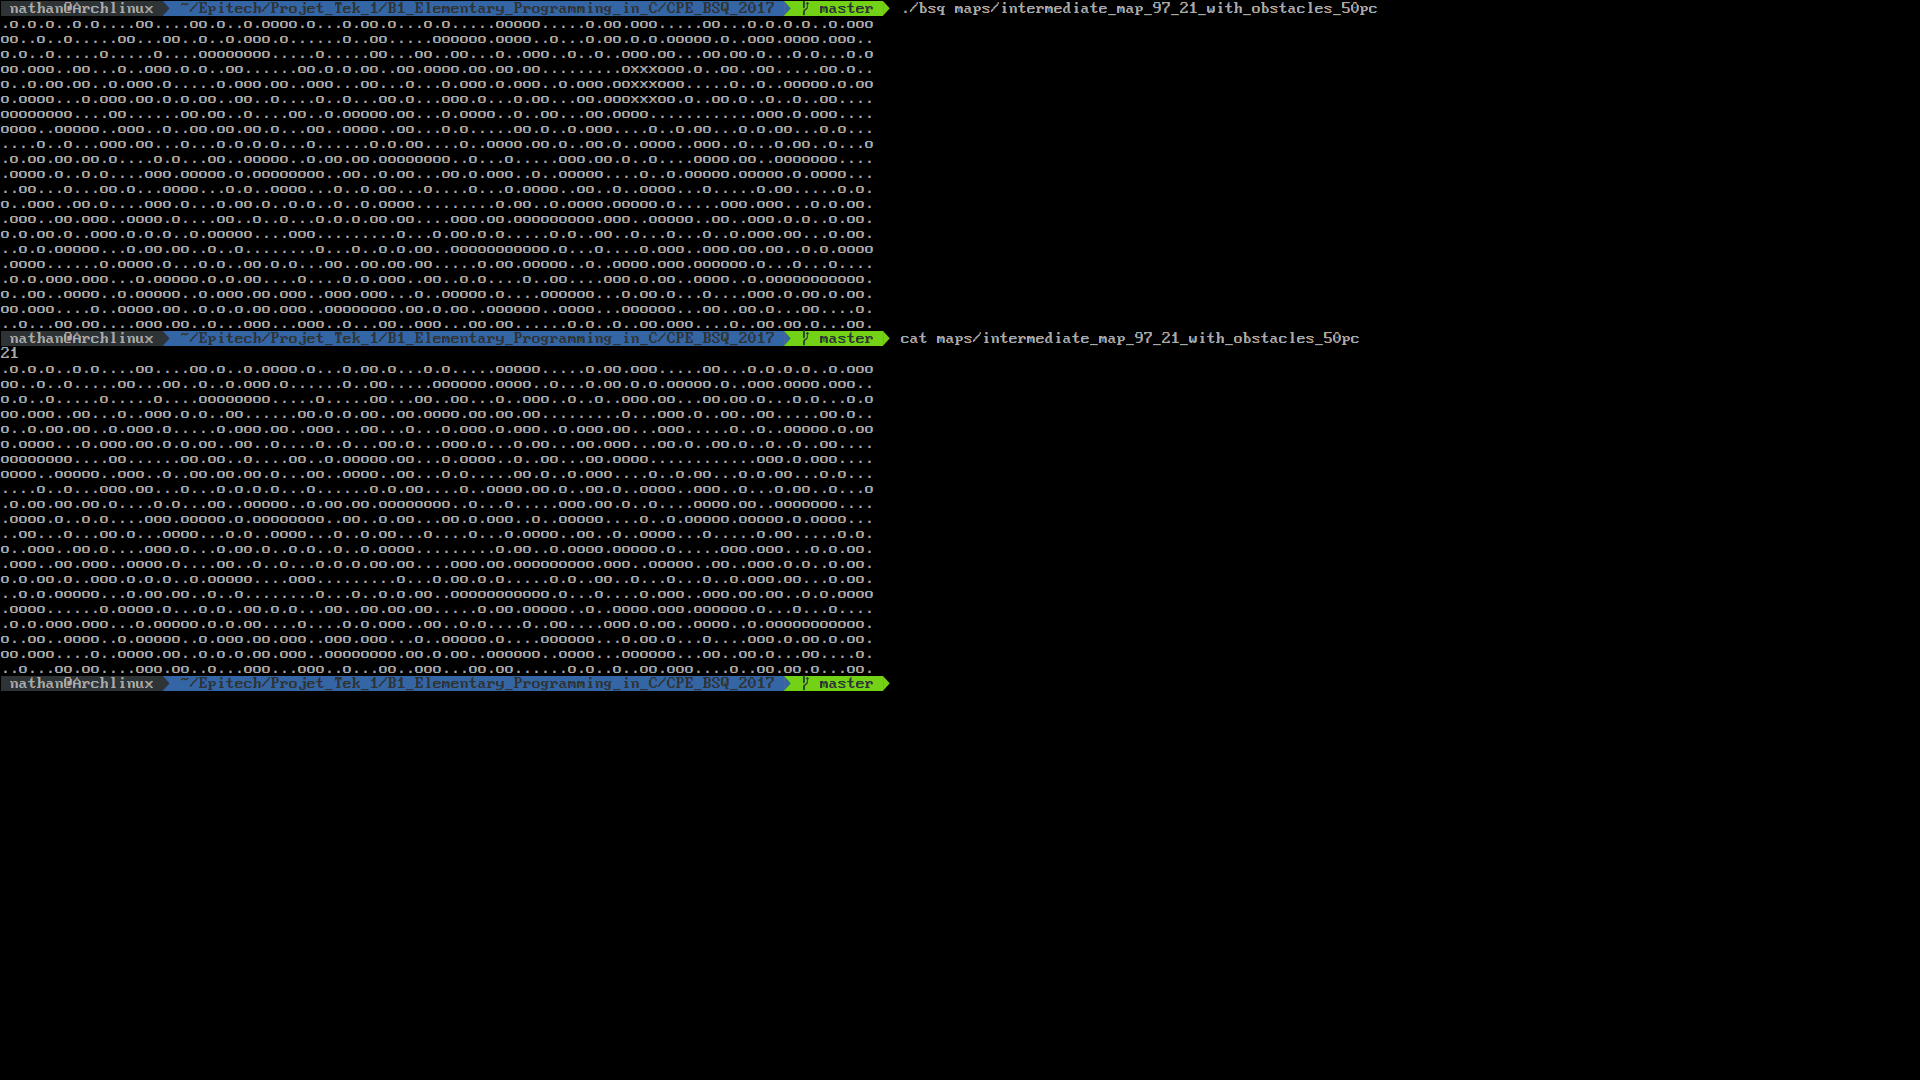 nathan@Archlinux ~/Epitech/Projet_Tek_1/B1_Elementary_Programming_in_C/CPE_BSQ_2017 master ./bsq maps/intermediate_map_97_21_with_obstacles_50pc
.o.o.o..o.o....oo....oo.o..o.oooo.o...o.oo.o...o.o.....ooooo.....o.oo.ooo.....oo...o.o.o.o..o.ooo
oo..o..o.....oo...oo..o..o.ooo.o......o..oo.....oooooo.oooo..o...o.oo.o.o.ooooo.o..ooo.oooo.ooo..
o.o..o.....o.....o....oooooooo.....o.....oo...oo..oo...o..ooo..o..o..ooo.oo...oo.oo.o...o.o...o.o
oo.ooo..oo...o..ooo.o.o..oo......oo.o.o.oo..oo.oooo.oo.oo.oo.........oxxxooo.o..oo..oo.....oo.o..
o..o.oo.oo..o.ooo.o.....o.ooo.oo..ooo...oo...o...o.ooo.o.ooo..o.ooo.ooxxxooo.....o..o..ooooo.o.oo
o.oooo...o.ooo.oo.o.o.oo..oo..o....o..o...oo.o...ooo.o...o.oo...oo.oooxxxoo.o..oo.o..o..o..oo....
oooooooo....oo......oo.oo..o....oo..o.ooooo.oo...o.oooo..o..oo...oo.oooo............ooo.o.ooo....
oooo..ooooo..ooo..o..oo.oo.oo.o...oo..oooo..oo...o.o.....oo.o..o.ooo....o..o.oo...o.o.oo...o.o...
....o..o...ooo.oo...o...o.o.o.o...o......o.o.oo....o..oooo.oo.o..oo.o..oooo..ooo..o...o.oo..o...o
.o.oo.oo.oo.o....o.o...oo..ooooo..o.oo.oo.oooooooo..o...o.....ooo.oo.o..o....oooo.oo..ooooooo....
.oooo.o..o.o....ooo.ooooo.o.oooooooo..oo..o.oo...oo.o.ooo..o..ooooo....o..o.ooooo.ooooo.o.oooo...
..oo...o...oo.o...oooo...o.o..oooo...o..o.oo...o....o...o.oooo..oo..o..oooo...o.....o.oo.....o.o.
o..ooo..oo.o....ooo.o..o.oo.o..o.o..o..o.oooo.........o.oo..o.oooo.ooooo.o.....ooo.ooo...o.o.oo.
.ooo..oo.ooo..oooo.o....oo..o..o...o.o.o.oo.oo....ooo.oo.ooooooooo.ooo..ooooo..oo..ooo.o.o..o.oo.
o.o.oo.o..ooo.o.o.o..o.ooooo....ooo.........o...o.oo.o.o.....o.o..oo..o...o...o..o.ooo.oo...o.oo.
..o.o.ooooo...o.oo.oo..o..o........o...o..o.o.oo..ooooooooooo.o...o....o.ooo..ooo.oo.oo..o.o.oooo
.oooo......o.oooo.o...o.o..oo.o.o...oo..oo.oo.oo.....o.oo.ooooo..o..oooo.ooo.oooooo.o...o...o....
.o.o.ooo.ooo...o.ooooo.o.o.oo....o....o.o.ooo..oo..o.o....o..oo....ooo.o.oo..oooo..o.ooooooooooo.
o..oo..oooo..o.ooooo..o.ooo.oo.ooo..ooo.ooo...o..ooooo.o....oooooo...o.oo.o...o....ooo.o.oo.o.oo.
oo.ooo....o..o.ooo.o.oo.o.oo.oo.ooo.oooooooo.oo.o.oo..oooooo..oooo...oooooo...oo..oo..o...oo....o.
..o...oo.oo....ooo.oo..o...ooo...ooo..o...oo..ooo...oo.oo......o.o..o..oo.ooo....o..oo.oo.o...oo.
nathan@Archlinux ~/Epitech/Projet_Tek_1/B1_Elementary_Programming_in_C/CPE_BSQ_2017 master cat maps/intermediate_map_97_21_with_obstacles_50pc
21
.o.o.o..o.o....oo....oo.o..o.oooo.o...o.oo.o...o.o.....ooooo.....o.oo.ooo.....oo...o.o.o.o..o.ooo
oo..o..o.....oo...oo..o..o.ooo.o......o..oo.....oooooo.oooo..o...o.oo.o.o.ooooo.o..ooo.oooo.ooo..
o.o..o.....o.....o....oooooooo.....o.....oo...oo..oo...o..ooo..o..o..ooo.oo...oo.oo.o...o.o...o.o
oo.ooo..oo...o..ooo.o.o..oo......oo.o.o.oo..oo.oooo.oo.oo.oo.........o...ooo.o..oo..oo.....oo.o..
o..o.oo.oo..o.ooo.o.....o.ooo.oo..ooo...oo...o...o.ooo.o.ooo..o.ooo.oo...ooo.....o..o..ooooo.o.oo
o.oooo...o.ooo.oo.o.o.oo..oo..o....o..o...oo.o...ooo.o...o.oo...oo.ooo...oo.o..oo.o..o..o..oo....
oooooooo....oo......oo.oo..o....oo..o.ooooo.oo...o.oooo..o..oo...oo.oooo............ooo.o.ooo....
oooo..ooooo..ooo..o..oo.oo.oo.o...oo..oooo..oo...o.o.....oo.o..o.ooo....o..o.oo...o.o.oo...o.o...
....o..o...ooo.oo...o...o.o.o.o...o......o.o.oo....o..oooo.oo.o..oo.o..oooo..ooo..o...o.oo..o...o
.o.oo.oo.oo.o....o.o...oo..ooooo..o.oo.oo.oooooooo..o...o.....ooo.oo.o..o....oooo.oo..ooooooo....
.oooo.o..o.o....ooo.ooooo.o.oooooooo..oo..o.oo...oo.o.ooo..o..ooooo....o..o.ooooo.ooooo.o.oooo...
..oo...o...oo.o...oooo...o.o..oooo...o..o.oo...o....o...o.oooo..oo..o..oooo...o.....o.oo.....o.o.
o..ooo..oo.o....ooo.o..o.oo.o..o.o..o..o.oooo.........o.oo..o.oooo.ooooo.o.....ooo.ooo...o.o.oo.
.ooo..oo.ooo..oooo.o....oo..o..o...o.o.o.oo.oo....ooo.oo.ooooooooo.ooo..ooooo..oo..ooo.o.o..o.oo.
o.o.oo.o..ooo.o.o.o..o.ooooo....ooo.........o...o.oo.o.o.....o.o..oo..o...o...o..o.ooo.oo...o.oo.
..o.o.ooooo...o.oo.oo..o..o........o...o..o.o.oo..ooooooooooo.o...o....o.ooo..ooo.oo.oo..o.o.oooo
.oooo......o.oooo.o...o.o..oo.o.o...oo..oo.oo.oo.....o.oo.ooooo..o..oooo.ooo.oooooo.o...o...o....
.o.o.ooo.ooo...o.ooooo.o.o.oo....o....o.o.ooo..oo..o.o....o..oo....ooo.o.oo..oooo..o.ooooooooooo.
o..oo..oooo..o.ooooo..o.ooo.oo.ooo..ooo.ooo...o..ooooo.o....oooooo...o.oo.o...o....ooo.o.oo.o.oo.
oo.ooo....o..o.ooo.o.oo.o.oo.oo.ooo.oooooooo.oo.o.oo..oooooo..oooo...oooooo...oo..oo..o...oo....o.
..o...oo.oo....ooo.oo..o...ooo...ooo..o...oo..ooo...oo.oo......o.o..o..oo.ooo....o..oo.oo.o...oo.
nathan@Archlinux ~/Epitech/Projet_Tek_1/B1_Elementary_Programming_in_C/CPE_BSQ_2017 master